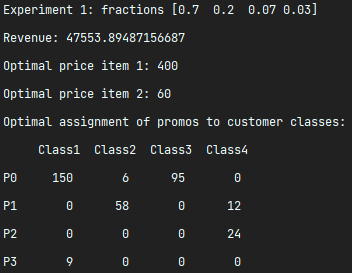 Experiment 1: fractions [0.7  0.2  0.07 0.03]
Revenue: 47553.89487156687
Optimal price item 1: 400
Optimal price item 2: 60
Optimal assignment of promos to customer classes:
Class1 Class2 Class3 Class4
P0 150 6 95 0
P1 0 58 0 12
P2 0 0 0 24
P3 9 0 0 0